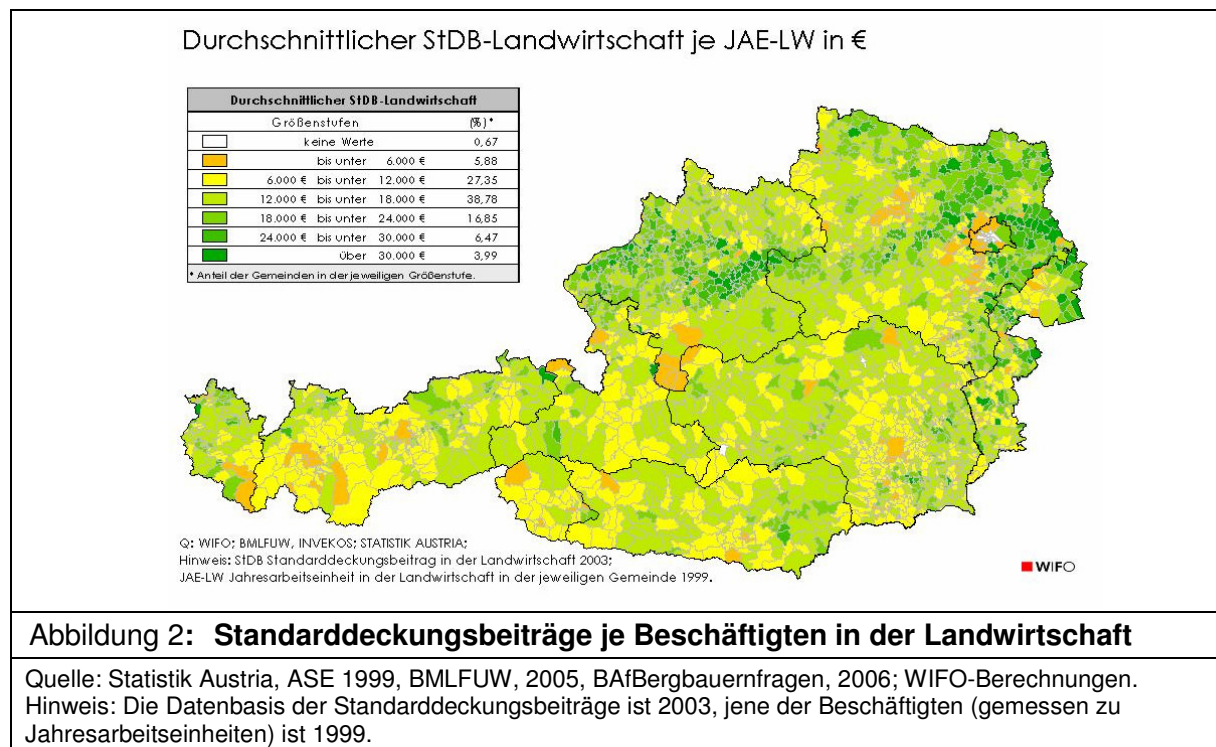 Durchschnittlicher StDB-Landwirtschaft je JAE-LW in €
Durchschnittlicher StDB-Landwirtschaft
Größenstufen (%)*
keine Werte 0,67
bis unter 6.000 € 5,88
6.000 € bis unter 12.000 € 27,35
12.000 € bis unter 18.000 € 38,78
18.000 € bis unter 24.000 € 16,85
24.000 € bis unter 30.000 € 6,47
über 30.000 € 3,99
* Anteil der Gemeinden in der jeweiligen Größenstufe.
Q: WIFO; BMLFUW, INVEKOS; STATISTIK AUSTRIA;
Hinweis: StDB Standarddeckungsbeitrag in der Landwirtschaft 2003;
JAE-LW Jahresarbeitseinheit in der Landwirtschaft in der jeweiligen Gemeinde 1999.
WIFO
Abbildung 2: Standarddeckungsbeiträge je Beschäftigten in der Landwirtschaft
Quelle: Statistik Austria, ASE 1999, BMLFUW, 2005, BAfBergbauernfragen, 2006; WIFO-Berechnungen.
Hinweis: Die Datenbasis der Standarddeckungsbeiträge ist 2003, jene der Beschäftigten (gemessen zu
Jahresarbeitseinheiten) ist 1999.